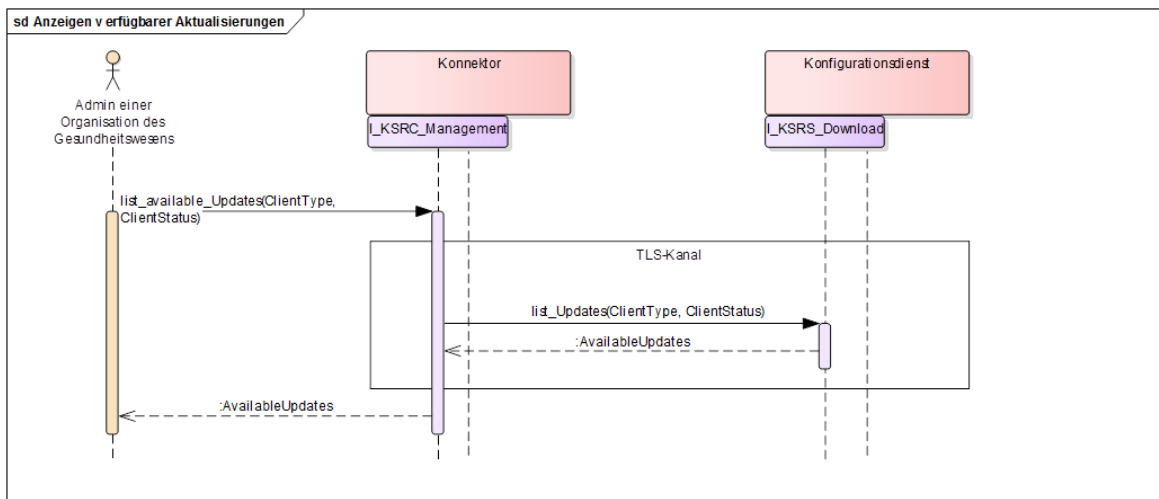 sd Anzeigen verfügbarer Aktualisierungen
Konnektor
Konfigurationsdienst
Admin einer
Organisation des
Gesundheitswesens
I_KSRC_Management
I_KSRS_Download
list_available_Updates(ClientType,
ClientStatus)
TLS-Kanal
list_Updates(ClientType, ClientStatus)
:AvailableUpdates
:AvailableUpdates